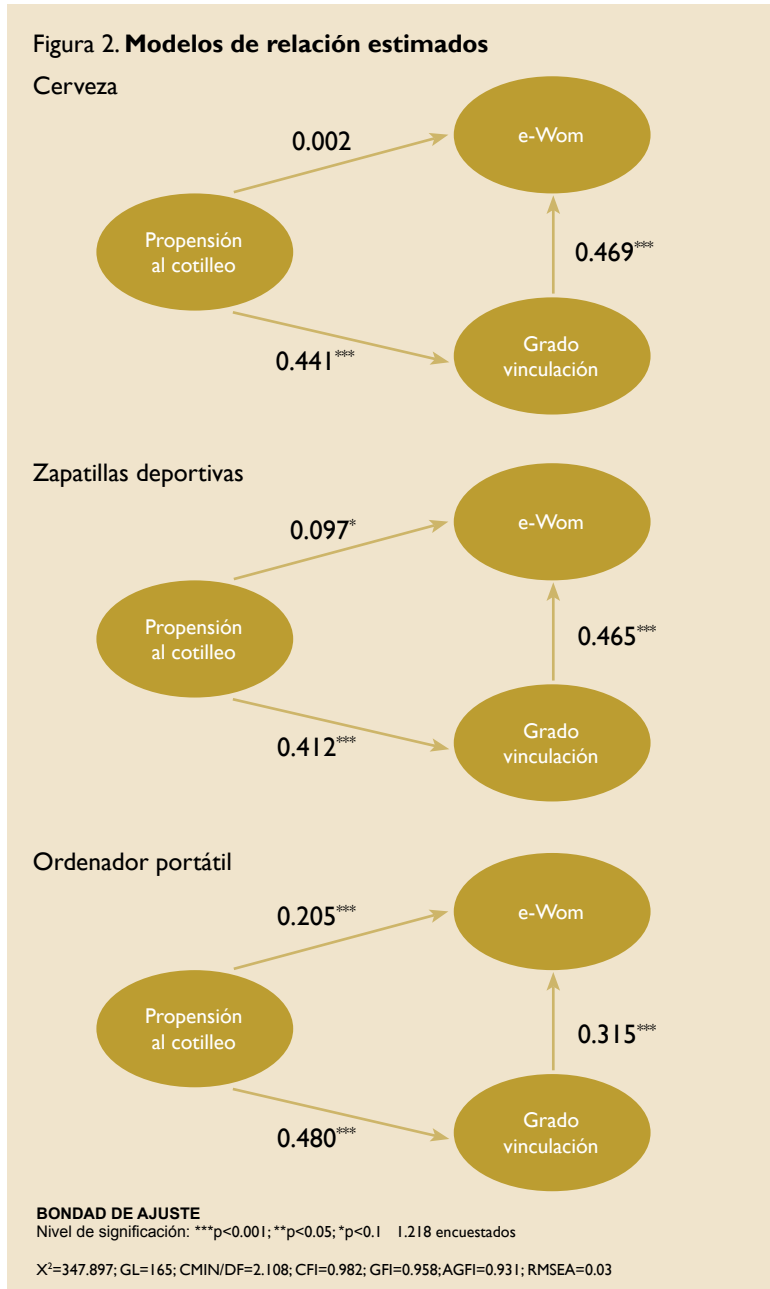 Figura 2. Modelos de relación estimados
Cerveza
0.002
e-Wom
Propensión
al cotilleo
0.469***
0.441***
Grado
vinculación
Zapatillas deportivas
0.097*
e-Wom
Propensión
al cotilleo
0.465***
0.412***
Grado
vinculación
Ordenador portátil
0.205***
e-Wom
Propensión
al cotilleo
0.315***
0.480***
Grado
vinculación
BONDAD DE AJUSTE
Nivel de significación: ***p<0.001; **p<0.05; *p<0.1 1.218 encuestados
X²=347.897; GL=165; CMIN/DF=2.108; CFI=0.982; GFI=0.958; AGFI=0.931; RMSEA=0.03